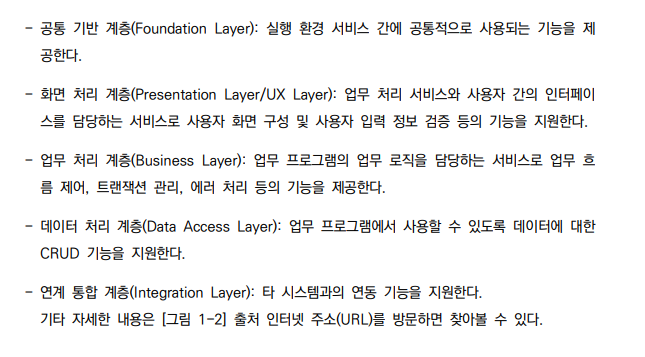 - 공통 기반 계층(Foundation Layer): 실행 환경 서비스 간에 공통적으로 사용되는 기능을 제
공한다.
- 화면 처리 계층(Presentation Layer/UX Layer): 업무 처리 서비스와 사용자 간의 인터페이
스를 담당하는 서비스로 사용자 화면 구성 및 사용자 입력 정보 검증 등의 기능을 지원한다.
- 업무 처리 계층(Business Layer): 업무 프로그램의 업무 로직을 담당하는 서비스로 업무 흐
름 제어, 트랜잭션 관리, 에러 처리 등의 기능을 제공한다.
- 데이터 처리 계층(Data Access Layer): 업무 프로그램에서 사용할 수 있도록 데이터에 대한
CRUD 기능을 지원한다.
- 연계 통합 계층(Integration Layer): 타 시스템과의 연동 기능을 지원한다.
기타 자세한 내용은 [그림 1-2] 출처 인터넷 주소(URL)를 방문하면 찾아볼 수 있다.